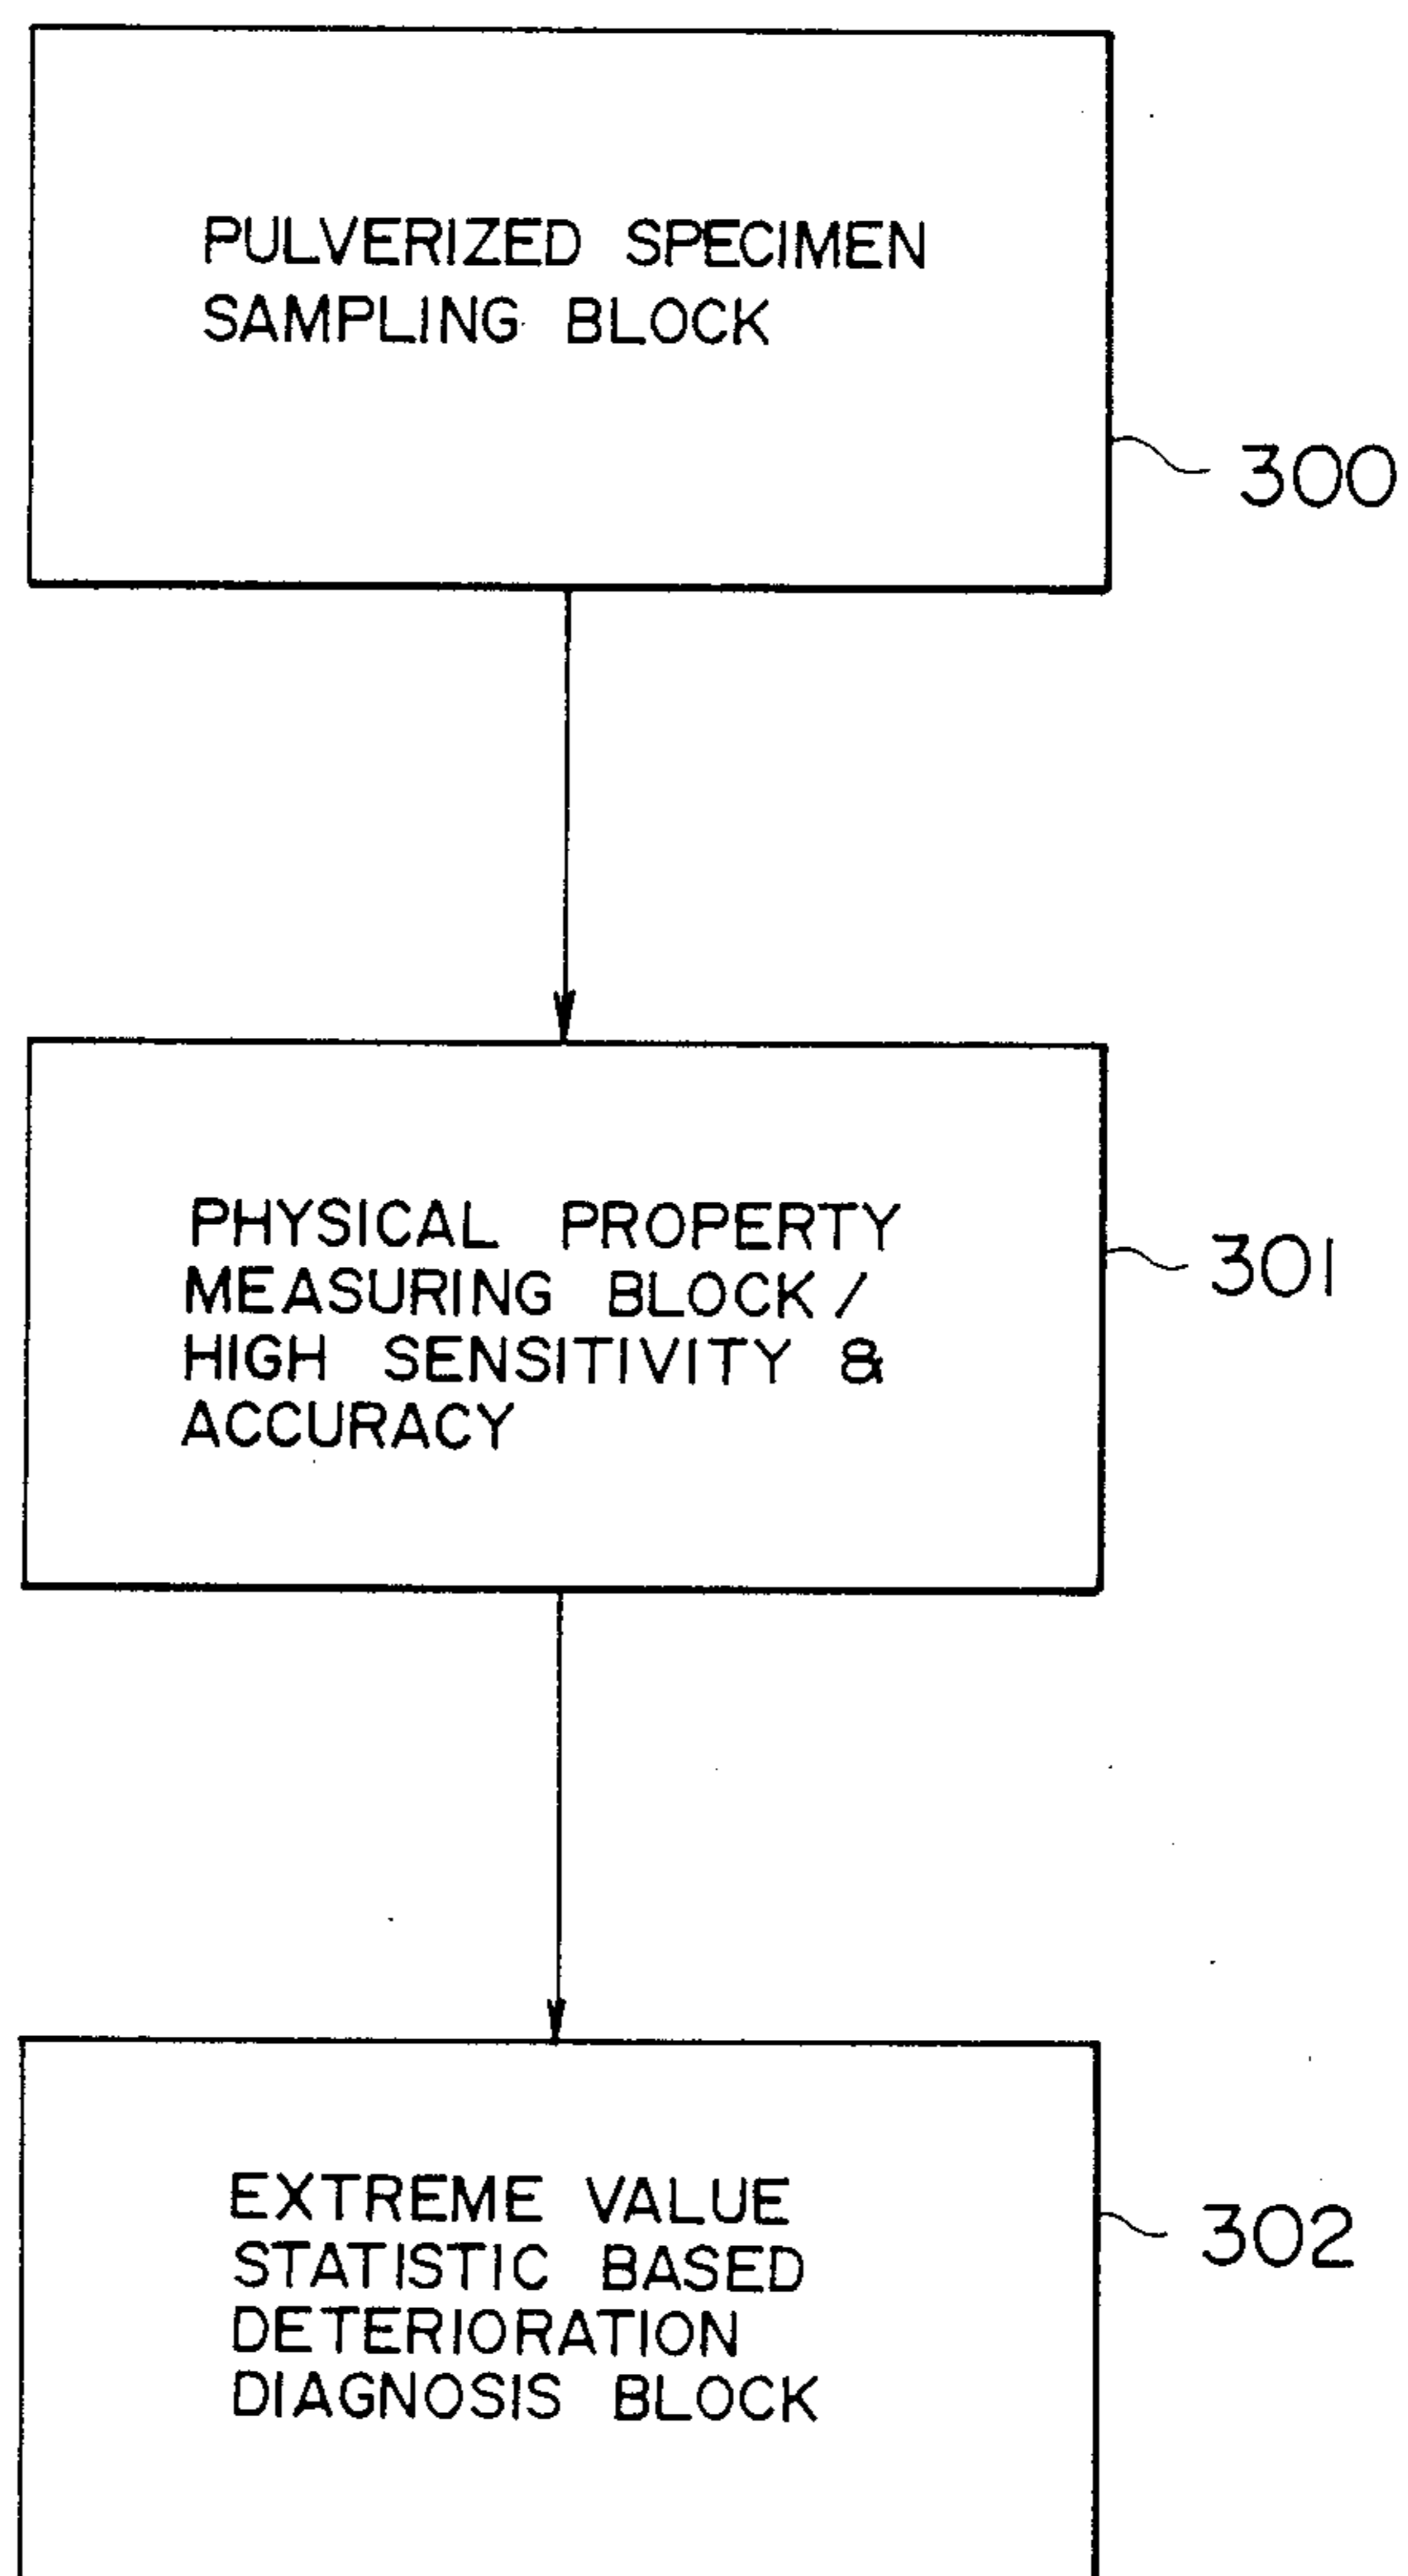 PULVERIZED SPECIMEN
SAMPLING BLOCK
300
PHYSICAL PROPERTY
MEASURING BLOCK/
HIGH SENSITIVITY &
ACCURACY
301
EXTREME VALUE
STATISTIC BASED
DETERIORATION
DIAGNOSIS BLOCK
302